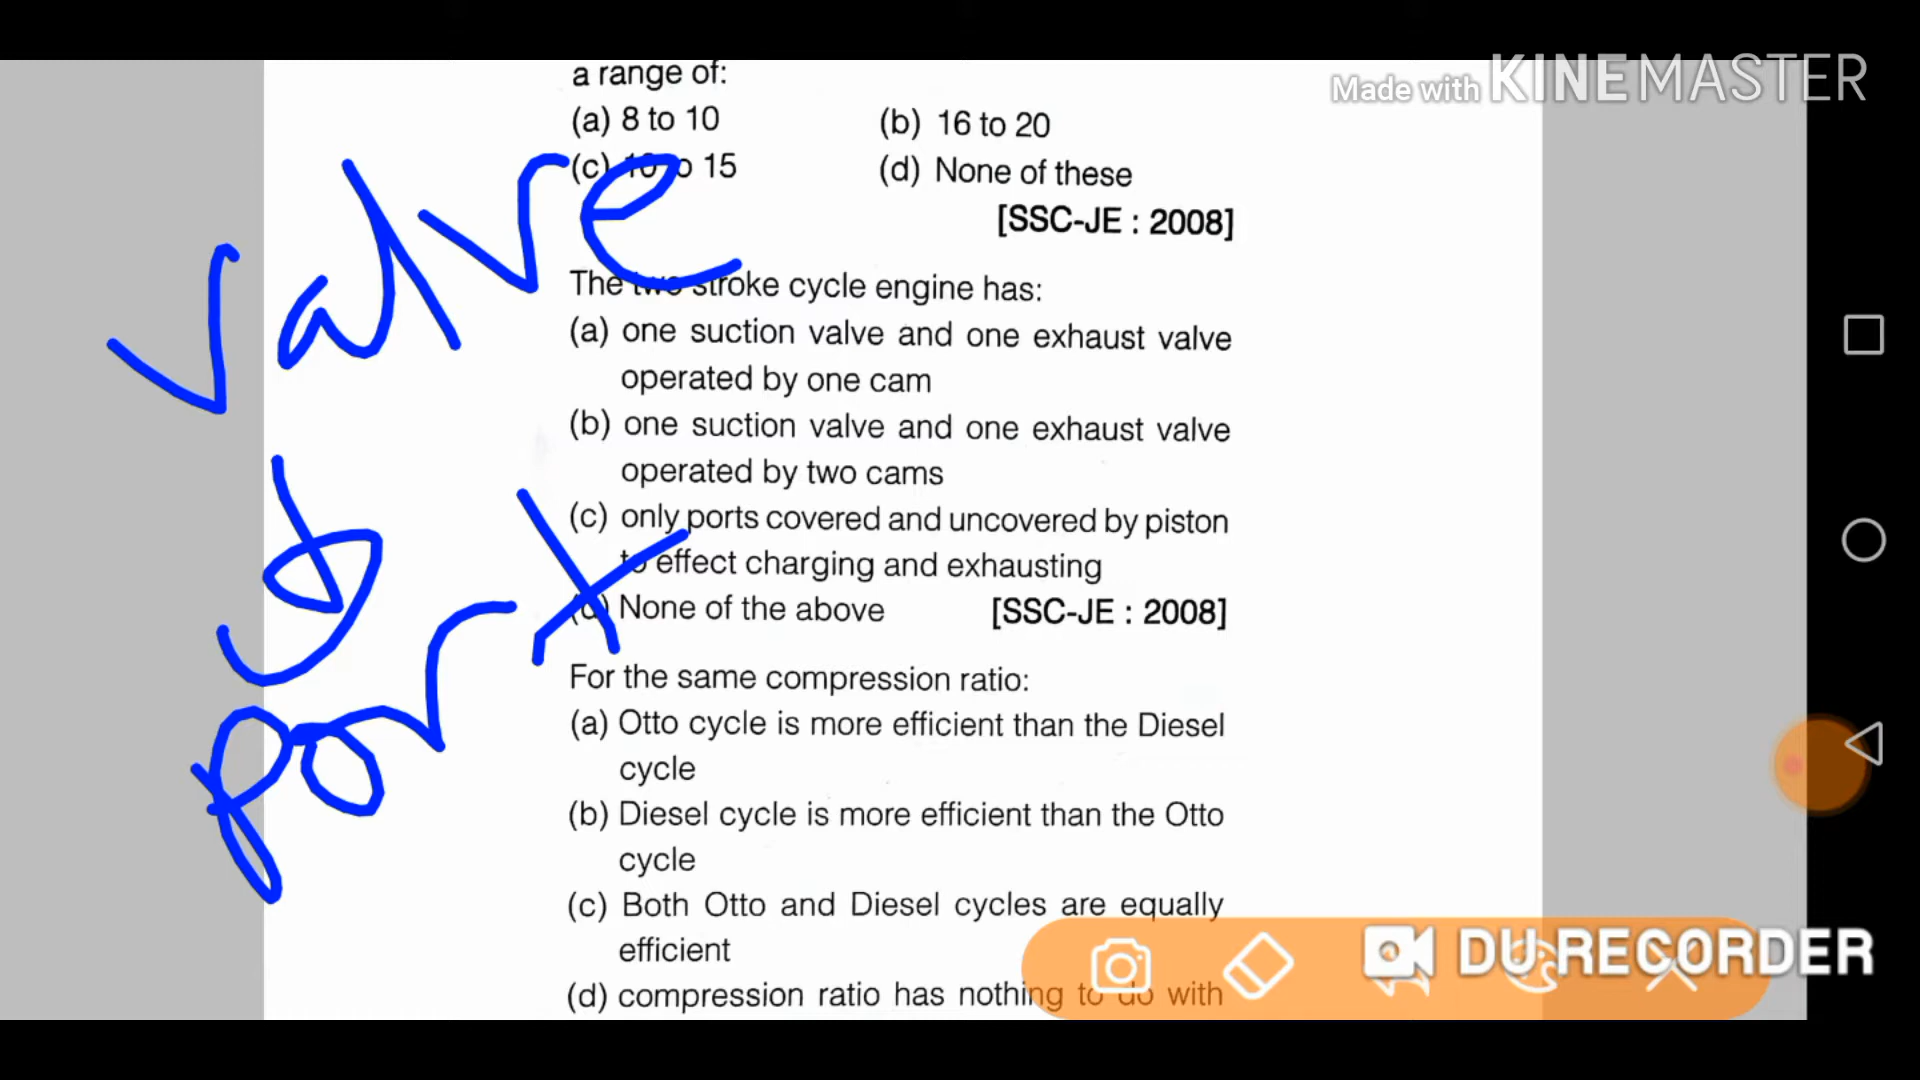 Made with KINEMASTER
a range of:
(a) 8 to 10 (b) 16 to 20
(c) 10 to 15 (d) None of these
[SSC-JE : 2008]
valve
The two stroke cycle engine has:
(a) one suction valve and one exhaust valve
operated by one cam
(b) one suction valve and one exhaust valve
operated by two cams
(c) only ports covered and uncovered by piston
to effect charging and exhausting
(d) None of the above [SSC-JE : 2008]
port
For the same compression ratio:
(a) Otto cycle is more efficient than the Diesel
cycle
(b) Diesel cycle is more efficient than the Otto
cycle
(c) Both Otto and Diesel cycles are equally
efficient
DU RECORDER
(d) compression ratio has nothing to do with